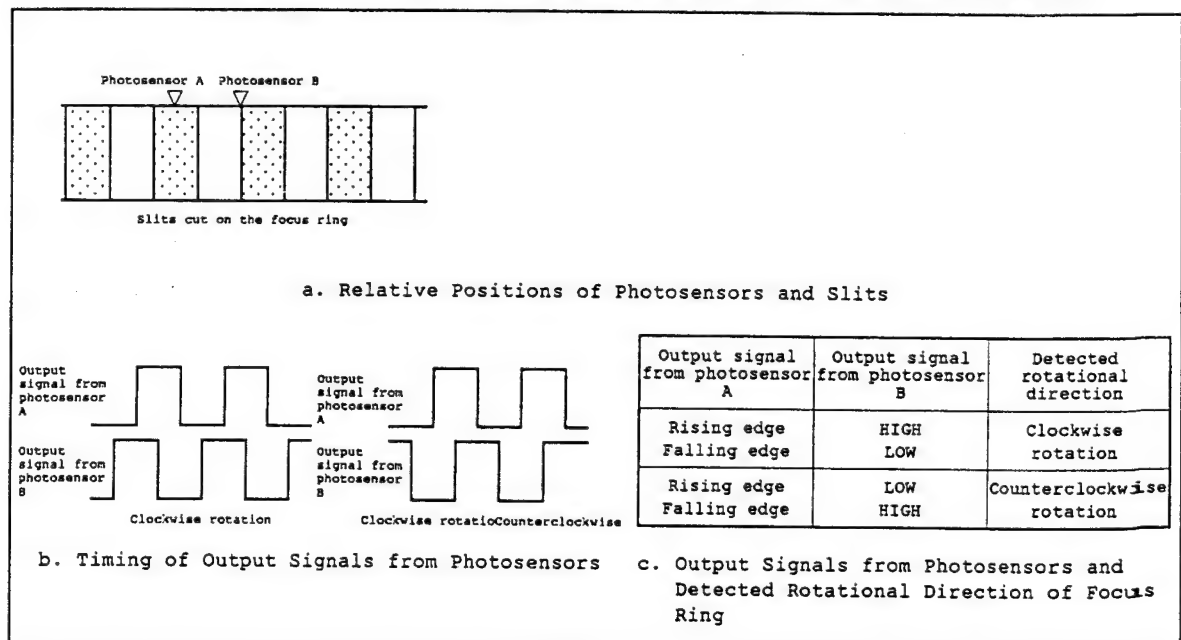 Photosensor A Photosensor B
Slits cut on the focus ring
a. Relative Positions of Photosensors and Slits
Output
signal from
photosensor
A
Output
signal from
photosensor
B
Clockwise rotation
Output
signal from
photosensor
A
Output
signal from
photosensor
B
Clockwise rotatioCounterclockwise
b. Timing of Output Signals from Photosensors
Output signal from photosensor A
Output signal from photosensor B
Detected rotational direction
Rising edge HIGH Clockwise
Falling edge LOW rotation
Rising edge LOW Counterclockwise
Falling edge HIGH rotation
c. Output Signals from Photosensors and
Detected Rotational Direction of Focus
Ring